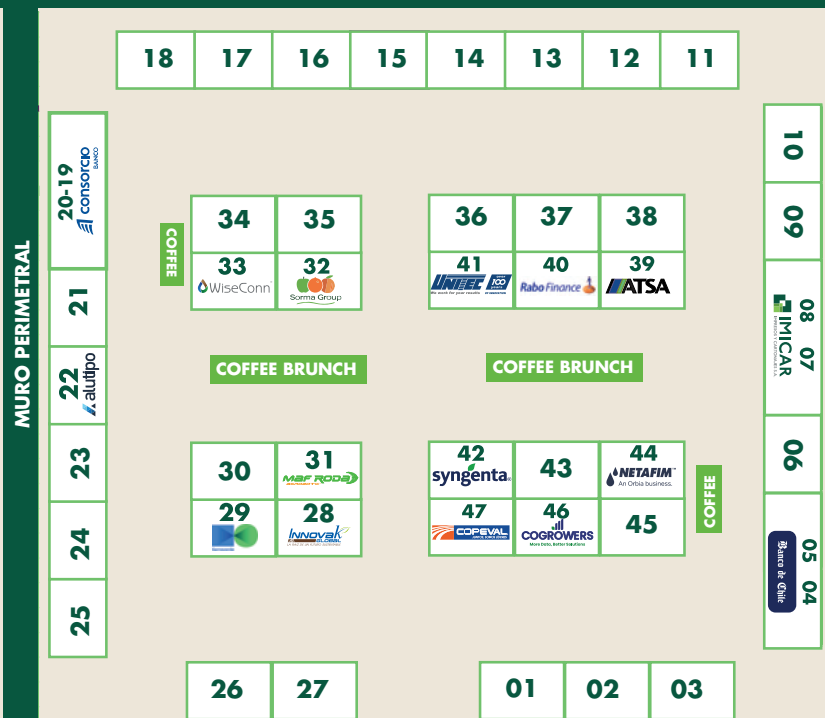 18 17 16 15 14 13 12 11
MURO PERIMETRAL
20-19
consorcio
BANCO
21
22
alutipo
23
24
25
COFFEE
34 35
33
WiseConn
32
Sorma Group
36 37 38
41
UNITEC
100
40
Rabo Finance
39
ATSA
10
09
08 07
IMICAR
06
05 04
Banco de Chile
COFFEE BRUNCH
COFFEE BRUNCH
30
31
MAF RODA
29
28
Innovak
GLOBAL
42
syngenta
43
44
NETAFIM™
An Orbia business.
47
COPEVAL
46
COGROWERS
More Data, Better Solutions
45
COFFEE
26 27
01 02 03